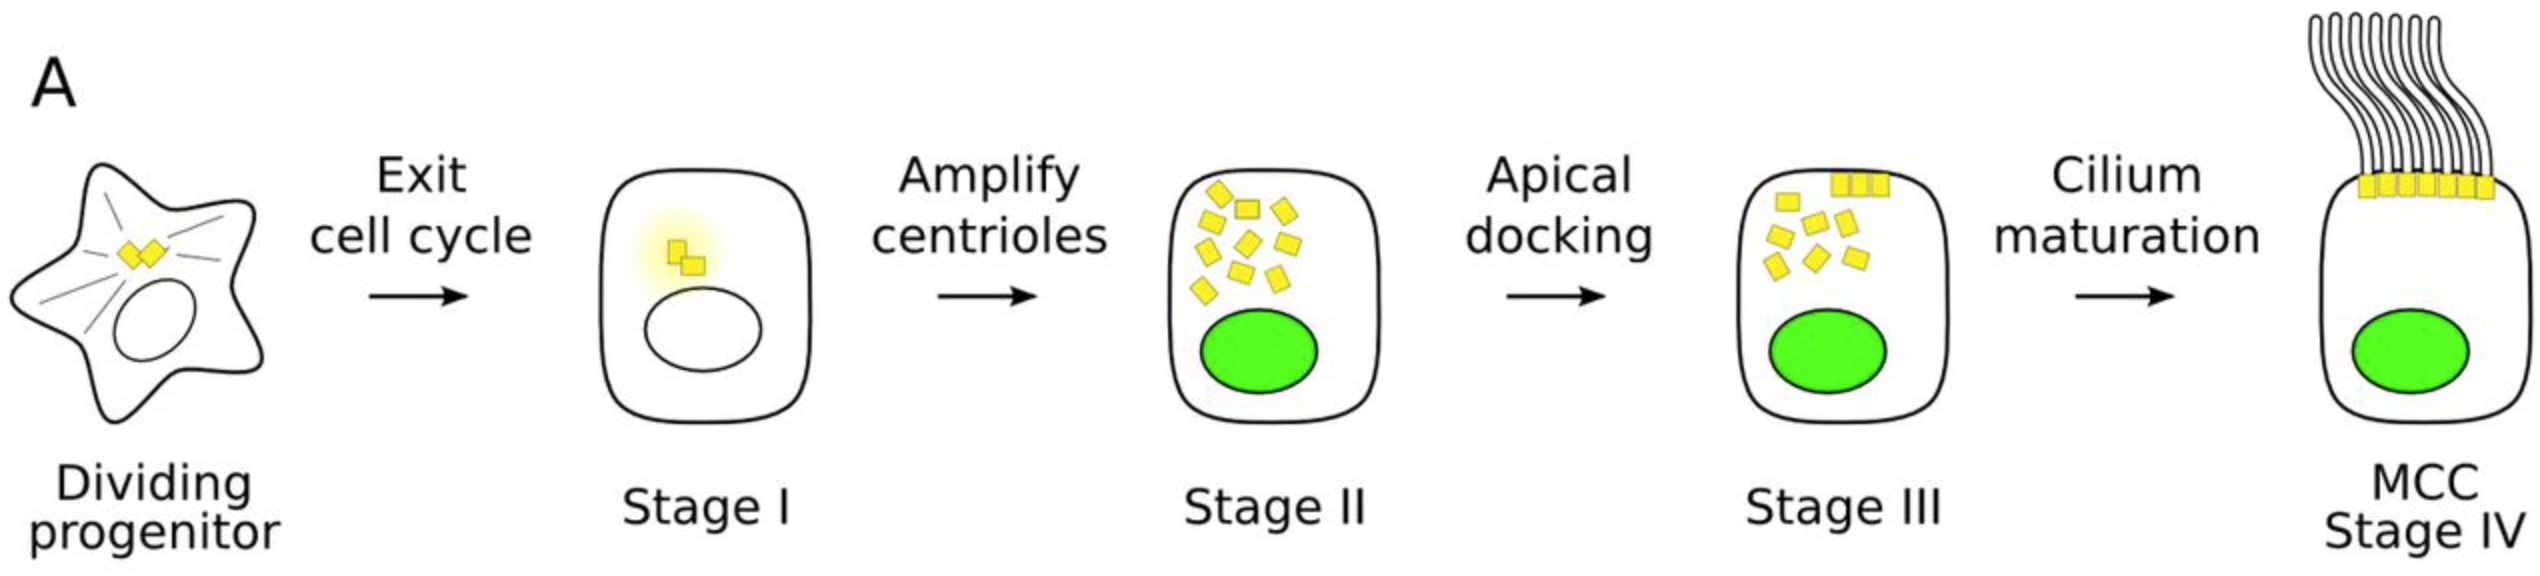 A
Exit
cell cycle
Amplify
centrioles
Apical
docking
Cilium
maturation
Dividing
progenitor
Stage I
Stage II
Stage III
MCC
Stage IV